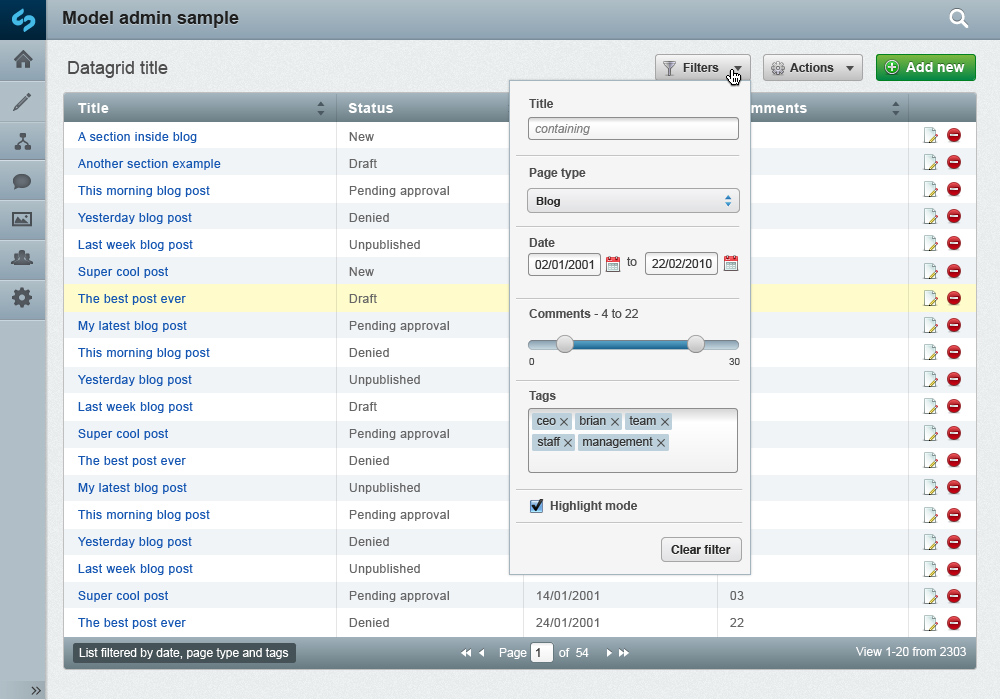 Model admin sample
Datagrid title
Filters
Actions
Add new
Title
Status
mments
A section inside blog New
Another section example Draft
This morning blog post Pending approval
Yesterday blog post Denied
Last week blog post Unpublished
Super cool post New
The best post ever Draft
My latest blog post Pending approval
This morning blog post Denied
Yesterday blog post Unpublished
Last week blog post Draft
Super cool post Pending approval
The best post ever Denied
My latest blog post Unpublished
This morning blog post Pending approval
Yesterday blog post Denied
Last week blog post Unpublished
Super cool post Pending approval 14/01/2001 03
The best post ever Denied 24/01/2001 22
Title
containing
Page type
Blog
Date
02/01/2001 to 22/02/2010
Comments - 4 to 22
0 30
Tags
ceo × brian × team ×
staff × management ×
Highlight mode
Clear filter
List filtered by date, page type and tags
Page 1 of 54
View 1-20 from 2303